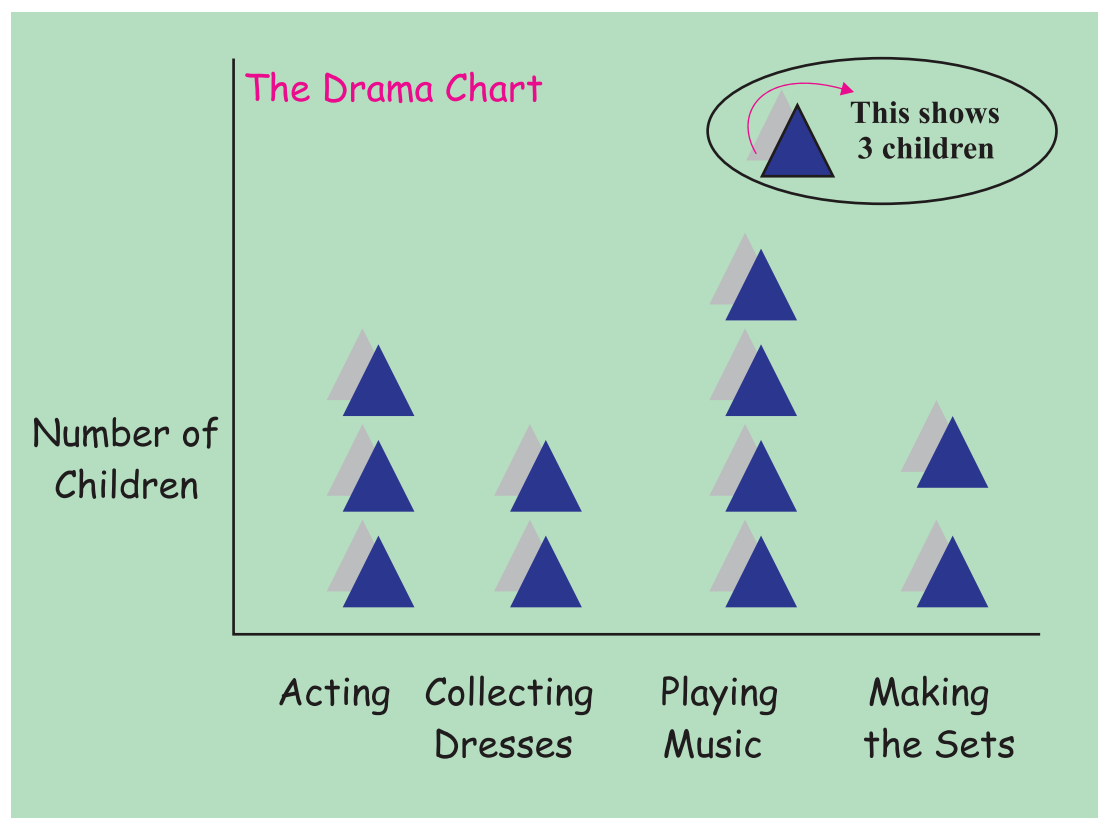 The Drama Chart
This shows
3 children
Number of
Children
Acting
Collecting
Dresses
Playing
Music
Making
the Sets